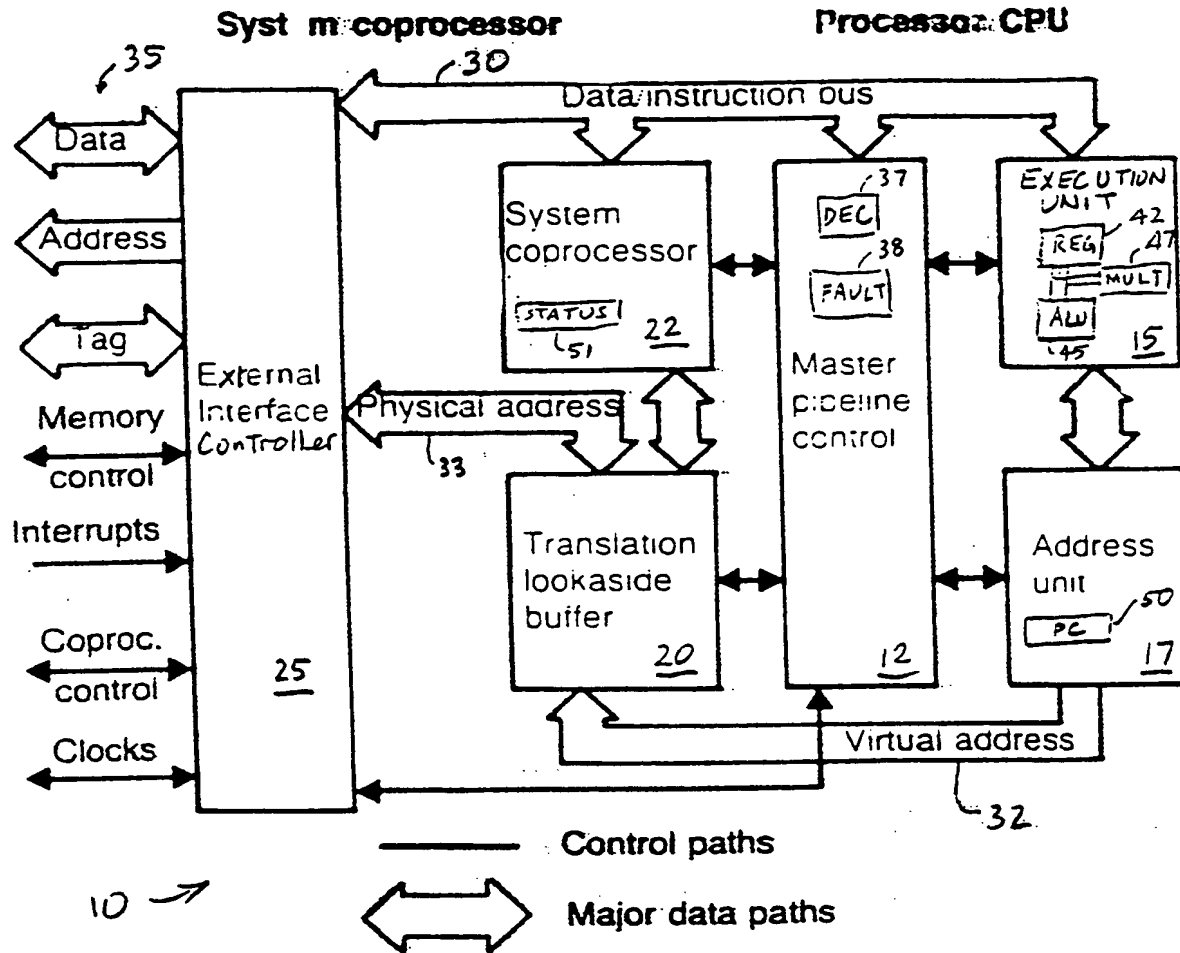 Syst m coprocessor
Processor CPU
35
30
Data/instruction bus
Data
Address
Tag
Memory
control
Interrupts
Coproc.
control
Clocks
External
Interface
Controller
25
System
coprocessor
STATUS
51
22
37
DEC
38
FAULT
Master
pipeline
control
12
EXECUTION
UNIT
42
REG
47
MULT
ALU
45
15
Physical address
33
Translation
lookaside
buffer
20
Address
unit
PC
50
17
Virtual address
32
Control paths
Major data paths
10